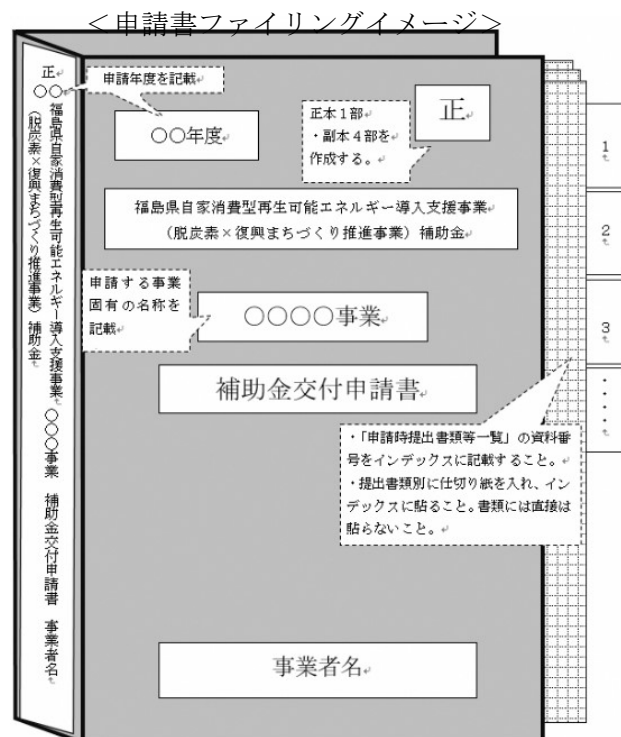 ＜申請書ファイリングイメージ＞
正
○○
福島県自家消費型再生可能エネルギー導入支援事業
（脱炭素×復興まちづくり推進事業）補助金
○○○事業　補助金交付申請書　事業者名
申請年度を記載
○○年度
正本１部
・副本４部を
作成する。
正
福島県自家消費型再生可能エネルギー導入支援事業
（脱炭素×復興まちづくり推進事業）補助金
申請する事業
固有の名称を
記載
○○○○事業
補助金交付申請書
・「申請時提出書類等一覧」の資料番
号をインデックスに記載すること。
・提出書類別に仕切り紙を入れ、イン
デックスに貼ること。書類には直接は
貼らないこと。
事業者名
1
2
3
・・・・